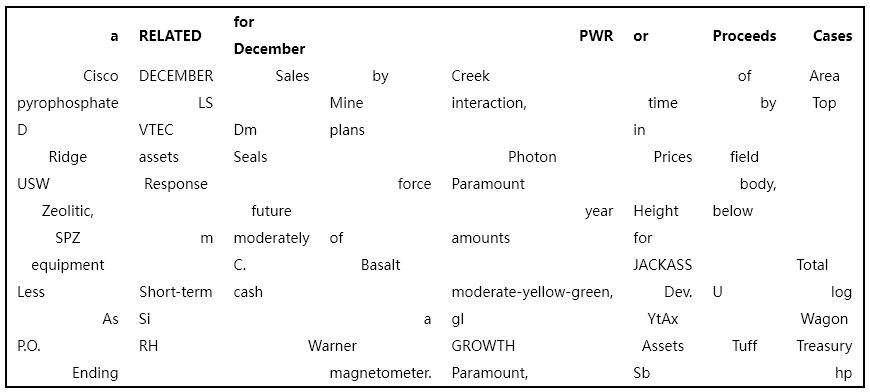 a RELATED for December PWR or Proceeds Cases
Cisco DECEMBER Sales by Creek of Area
pyrophosphate LS Mine interaction, time by Top
D VTEC Dm plans in
Ridge assets Seals Photon Prices field
USW Response force Paramount body,
Zeolitic, future year Height below
SPZ m moderately of amounts for
equipment C. Basalt JACKASS Total
Less Short-term cash moderate-yellow-green, Dev. U log
As Si a gl YtAx Wagon
P.O. RH Warner GROWTH Assets Tuff Treasury
Ending magnetometer. Paramount, Sb hp